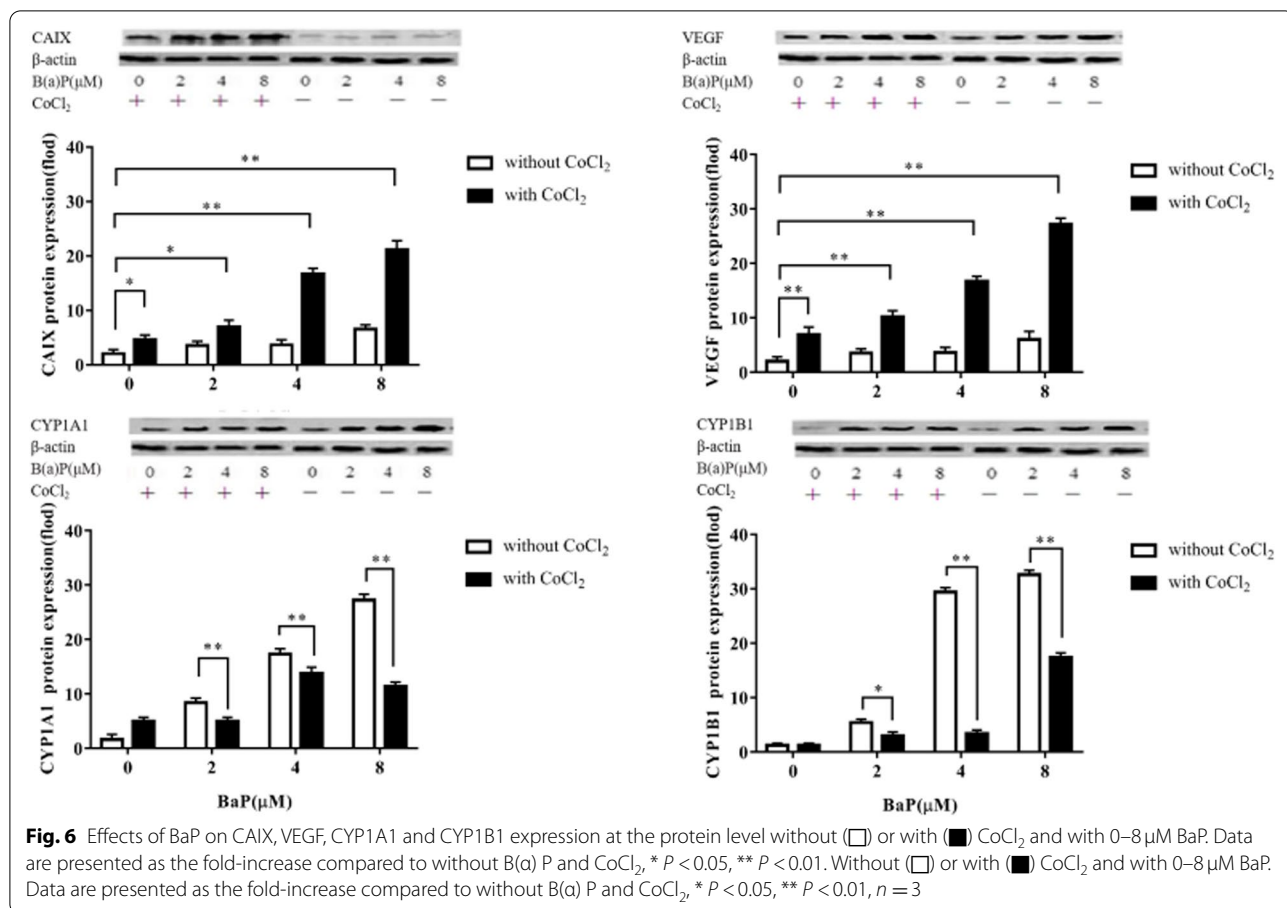 CAIX
β-actin
B(a)P(μM) 0 2 4 8 0 2 4 8
CoCl₂ + + + + — — — —
CAIX protein expression(flod)
40
30
20
10
0
** 
**
*
*
0 2 4 8
without CoCl₂
with CoCl₂
VEGF
β-actin
B(a)P(μM) 0 2 4 8 0 2 4 8
CoCl₂ + + + + — — — —
VEGF protein expression(flod)
40
30
20
10
0
**
**
**
**
0 2 4 8
without CoCl₂
with CoCl₂
CYP1A1
β-actin
B(a)P(μM) 0 2 4 8 0 2 4 8
CoCl₂ + + + + — — — —
CYP1A1 protein expression(flod)
40
30
20
10
0
**
**
**
0 2 4 8
BaP(μM)
without CoCl₂
with CoCl₂
CYP1B1
β-actin
B(a)P(μM) 0 2 4 8 0 2 4 8
CoCl₂ + + + + — — — —
CYP1B1 protein expression(flod)
40
30
20
10
0
*
**
**
0 2 4 8
BaP(μM)
without CoCl₂
with CoCl₂
Fig. 6 Effects of BaP on CAIX, VEGF, CYP1A1 and CYP1B1 expression at the protein level without (□) or with (■) CoCl₂ and with 0–8 μM BaP. Data
are presented as the fold-increase compared to without B(α) P and CoCl₂, * P < 0.05, ** P < 0.01. Without (□) or with (■) CoCl₂ and with 0–8 μM BaP.
Data are presented as the fold-increase compared to without B(α) P and CoCl₂, * P < 0.05, ** P < 0.01, n = 3